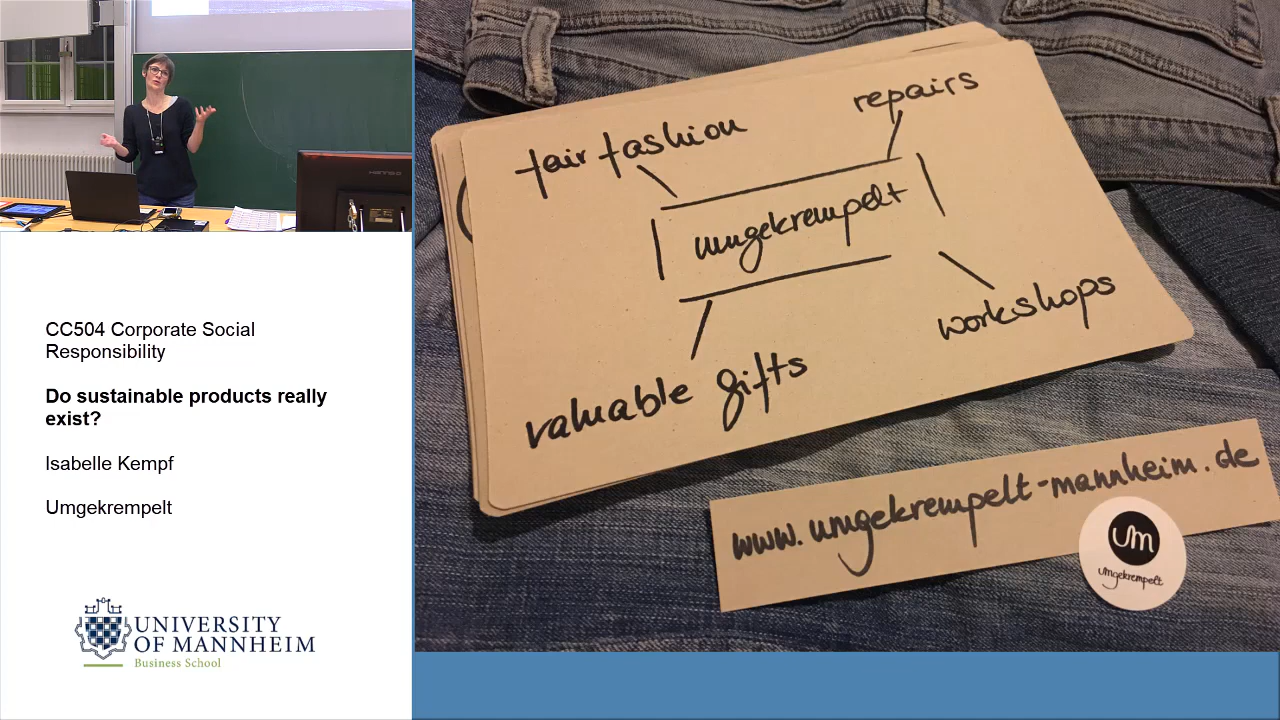 CC504 Corporate Social
Responsibility
Do sustainable products really
exist?
Isabelle Kempf
Umgekrempelt
UNIVERSITY
OF MANNHEIM
Business School
fair fashion
repairs
umgekrempelt
workshops
valuable gifts
www.umgekrempelt-mannheim.de
um
umgekrempelt